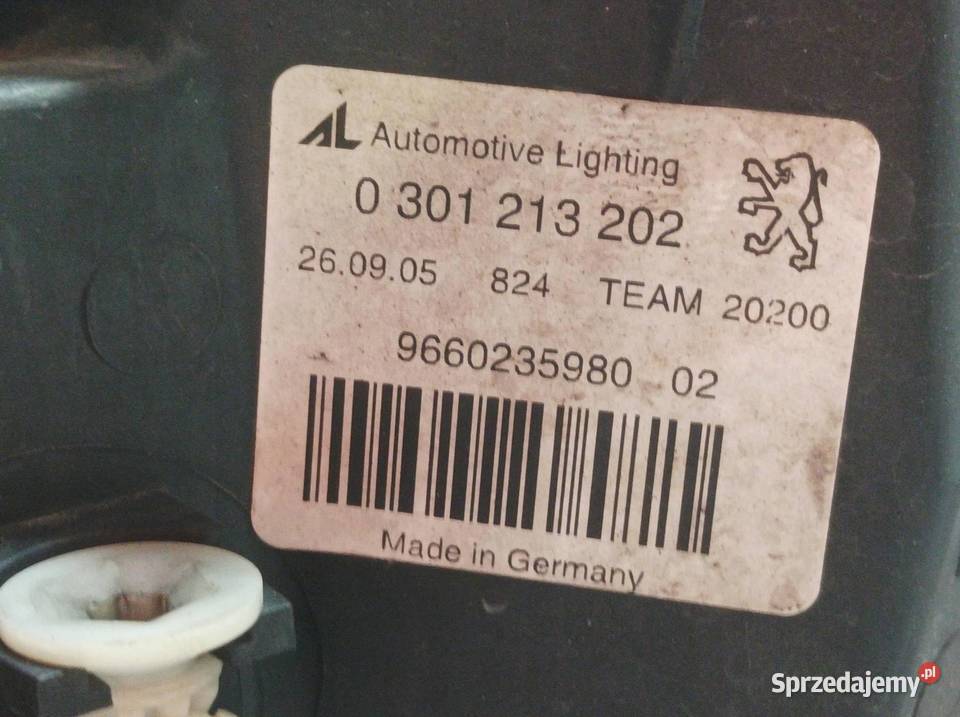 AL Automotive Lighting
0 301 213 202
26.09.05 824 TEAM 20200
9660235980 02
Made in Germany
Sprzedajemy.pl